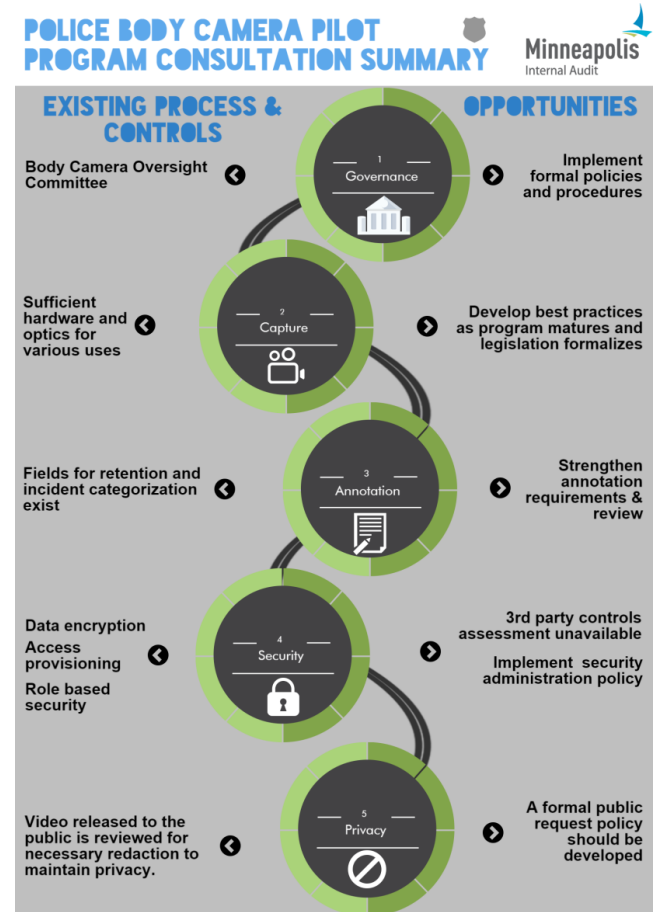 POLICE BODY CAMERA PILOT
PROGRAM CONSULTATION SUMMARY
Minneapolis
Internal Audit
EXISTING PROCESS &
CONTROLS
OPPORTUNITIES
Body Camera Oversight
Committee
1
Governance
Implement
formal policies
and procedures
Sufficient
hardware and
optics for
various uses
2
Capture
Develop best practices
as program matures and
legislation formalizes
Fields for retention and
incident categorization
exist
3
Annotation
Strengthen
annotation
requirements &
review
Data encryption
Access
provisioning
Role based
security
4
Security
3rd party controls
assessment unavailable
Implement security
administration policy
Video released to the
public is reviewed for
necessary redaction to
maintain privacy.
5
Privacy
A formal public
request policy
should be
developed